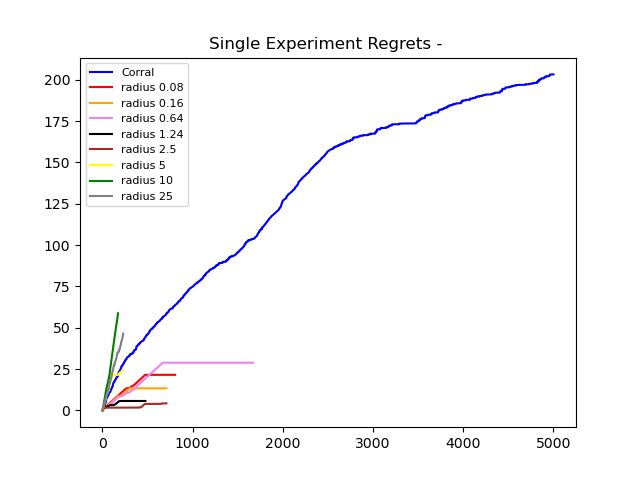 Single Experiment Regrets -
Corral
radius 0.08
radius 0.16
radius 0.64
radius 1.24
radius 2.5
radius 5
radius 10
radius 25
200
175
150
125
100
75
50
25
0
0 1000 2000 3000 4000 5000